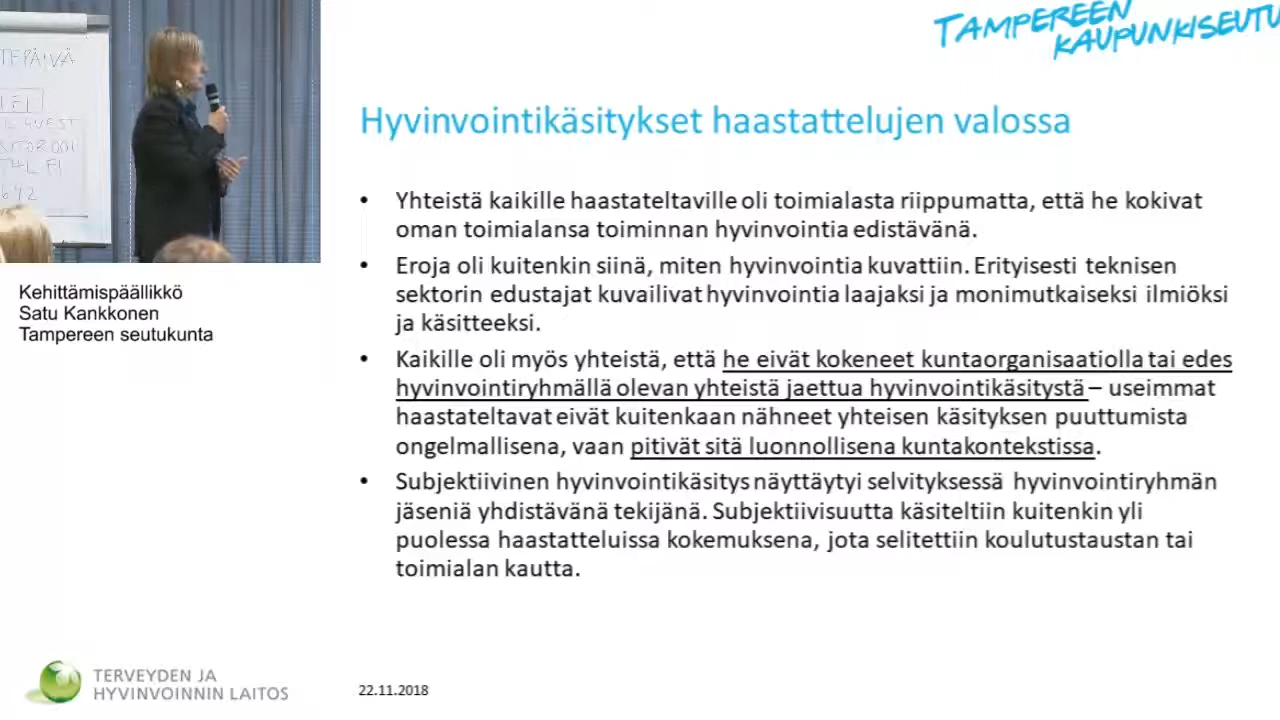 TAMPEREEN
KAUPUNKISEUTU
TEPÄIVÄ
642
Hyvinvointikäsitykset haastattelujen valossa
• Yhteistä kaikille haastateltaville oli toimialasta riippumatta, että he kokivat
oman toimialansa toiminnan hyvinvointia edistävänä.
• Eroja oli kuitenkin siinä, miten hyvinvointia kuvattiin. Erityisesti teknisen
sektorin edustajat kuvailivat hyvinvointia laajaksi ja monimutkaiseksi ilmiöksi
ja käsitteeksi.
• Kaikille oli myös yhteistä, että he eivät kokeneet kuntaorganisaatiolla tai edes
hyvinvointiryhmällä olevan yhteistä jaettua hyvinvointikäsitystä – useimmat
haastateltavat eivät kuitenkaan nähneet yhteisen käsityksen puuttumista
ongelmallisena, vaan pitivät sitä luonnollisena kuntakontekstissa.
• Subjektiivinen hyvinvointikäsitys näyttäytyi selvityksessä hyvinvointiryhmän
jäseniä yhdistävänä tekijänä. Subjektiivisuutta käsiteltiin kuitenkin yli
puolessa haastatteluissa kokemuksena, jota selitettiin koulutustaustan tai
toimialan kautta.
Kehittämispäällikkö
Satu Kankkonen
Tampereen seutukunta
TERVEYDEN JA
HYVINVOINNIN LAITOS
22.11.2018